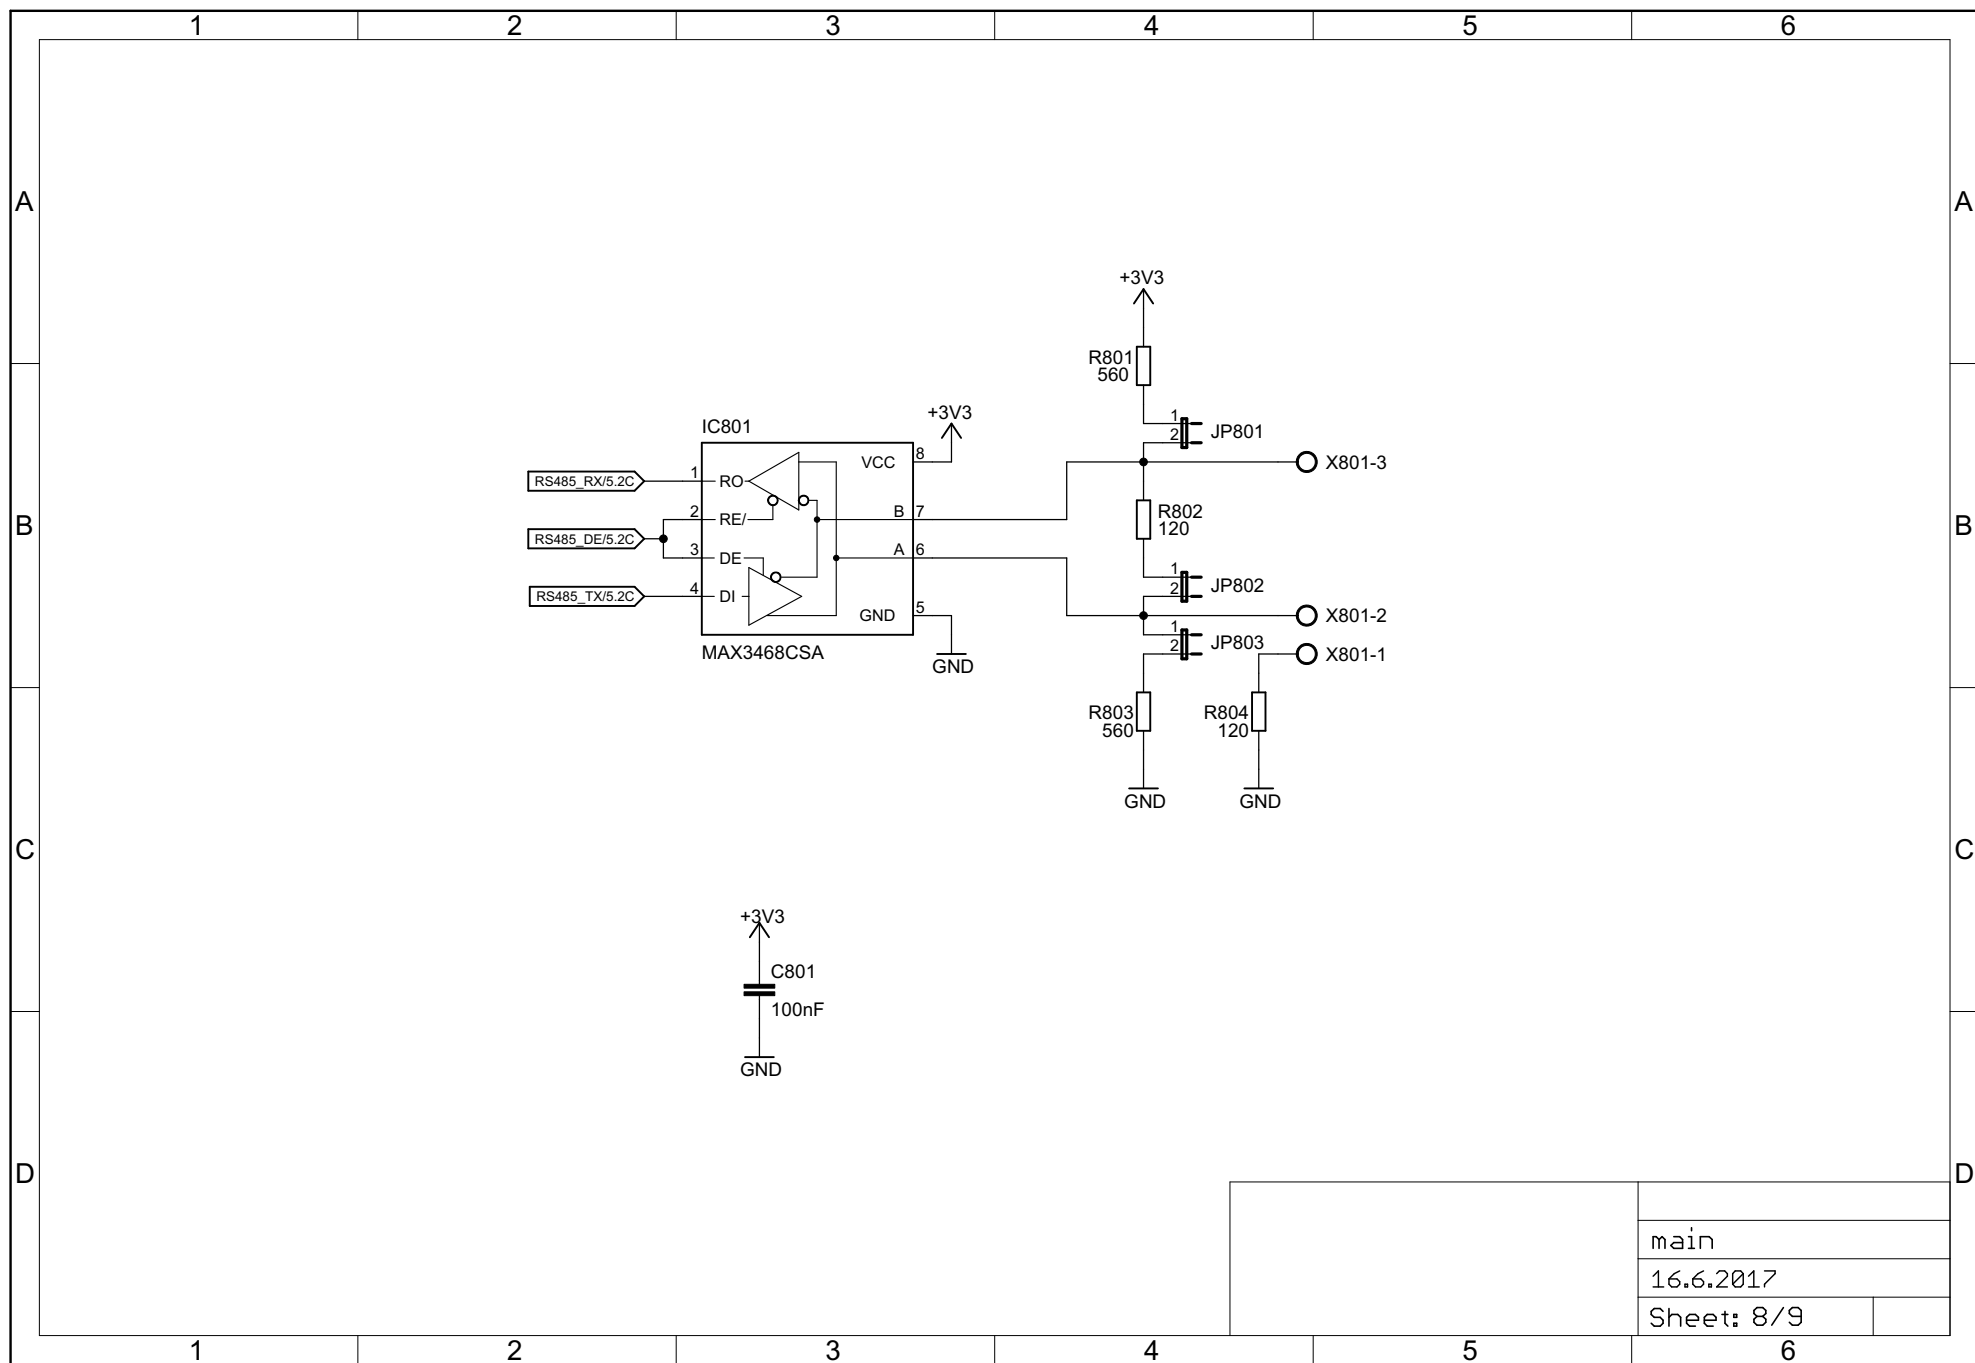 1 2 3 4 5 6
A A
+3V3
R801
560
1
2 JP801
+3V3
IC801
8
VCC
X801-3
RS485_RX/5.2C 1 RO
R802
120
B B
2 RE/ B 7
RS485_DE/5.2C
3 DE A 6
1
2 JP802
RS485_TX/5.2C 4 DI
GND 5
X801-2
1
2 JP803
MAX3468CSA
GND
X801-1
R803
560
R804
120
GND GND
C C
+3V3
C801
100nF
GND
D D
main
16.6.2017
Sheet: 8/9
1 2 3 4 5 6